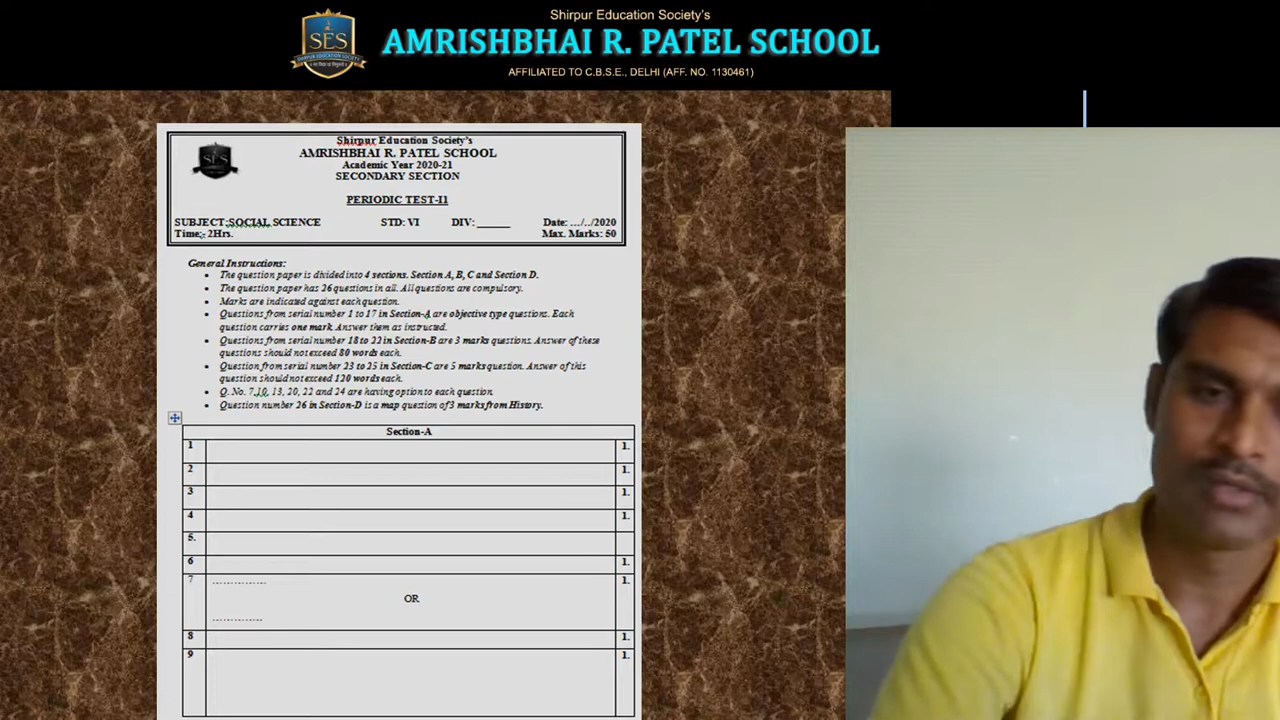 Shirpur Education Society's
SES
SHIRPUR EDUCATION SOCIETY
AMRISHBHAI R. PATEL SCHOOL
AFFILIATED TO C.B.S.E., DELHI (AFF. NO. 1130461)
SES
Shirpur Education Society's
AMRISHBHAI R. PATEL SCHOOL
Academic Year 2020-21
SECONDARY SECTION
PERIODIC TEST-I1
SUBJECT:SOCIAL SCIENCE STD: VI DIV: ______ Date: .../../2020
Time:- 2Hrs. Max. Marks: 50
General Instructions:
• The question paper is divided into 4 sections. Section A, B, C and Section D.
• The question paper has 26 questions in all. All questions are compulsory.
• Marks are indicated against each question.
• Questions from serial number 1 to 17 in Section-A are objective type questions. Each
question carries one mark. Answer them as instructed.
• Questions from serial number 18 to 22 in Section-B are 3 marks questions. Answer of these
questions should not exceed 80 words each.
• Question from serial number 23 to 25 in Section-C are 5 marks question. Answer of this
question should not exceed 120 words each.
• Q. No. 7,10, 13, 20, 22 and 24 are having option to each question.
• Question number 26 in Section-D is a map question of 3 marks from History.
Section-A
1 1.
2 1.
3 1.
4 1.
5.
6 1.
7 ................ 1.
OR
...............
8 1.
9 1.